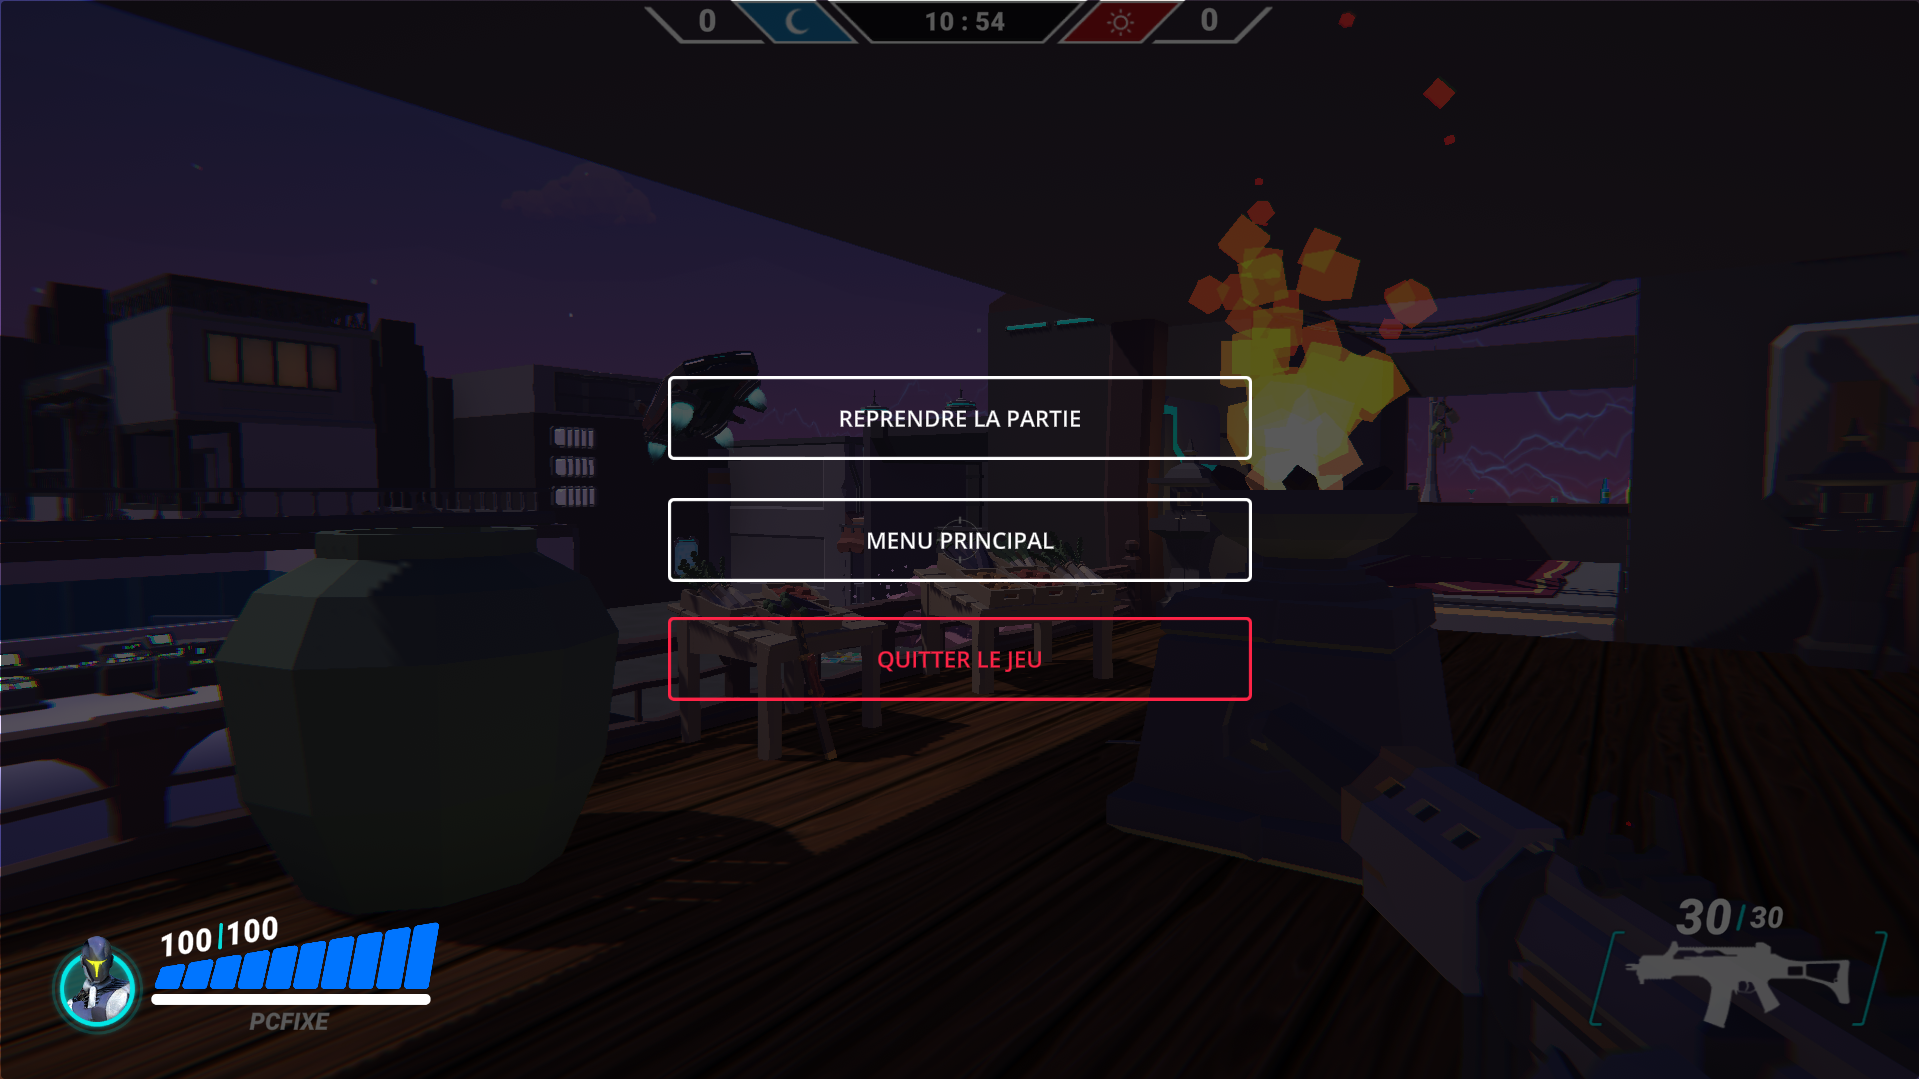 0
10 : 54
0
REPRENDRE LA PARTIE
MENU PRINCIPAL
QUITTER LE JEU
100|100
PCFIXE
30/30